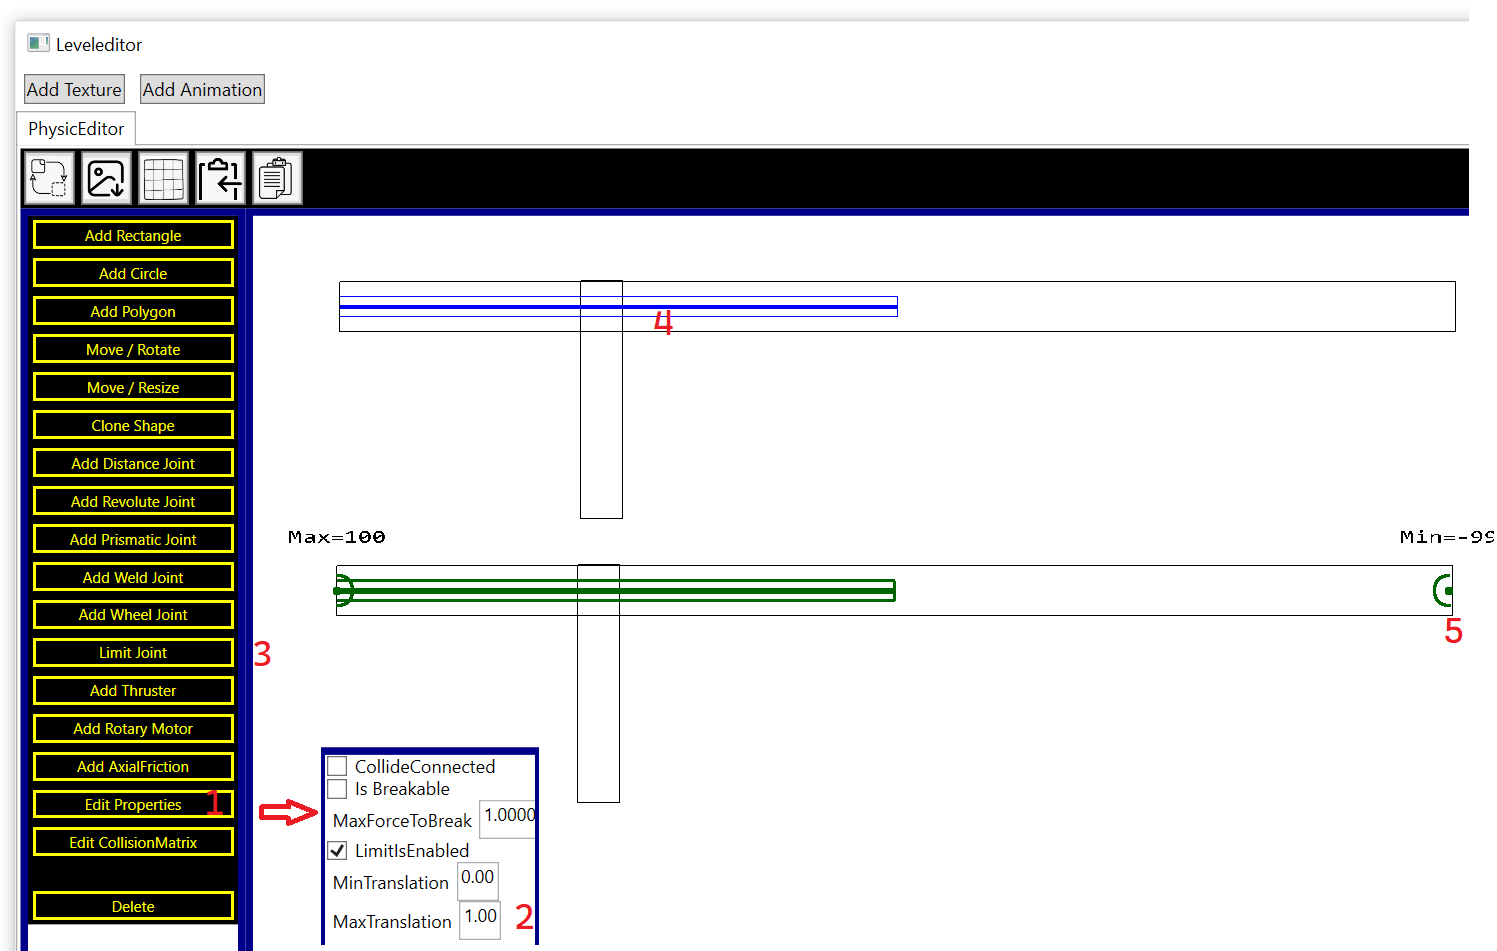 Leveleditor
Add Texture
Add Animation
PhysicEditor
Add Rectangle
Add Circle
Add Polygon
Move / Rotate
Move / Resize
Clone Shape
Add Distance Joint
Add Revolute Joint
Add Prismatic Joint
Add Weld Joint
Add Wheel Joint
Limit Joint
Add Thruster
Add Rotary Motor
Add AxialFriction
Edit Properties
1
Edit CollisionMatrix
Delete
4
Max=100
Min=-99
5
3
CollideConnected
Is Breakable
MaxForceToBreak 1.0000
LimitIsEnabled
MinTranslation 0.00
MaxTranslation 1.00
2